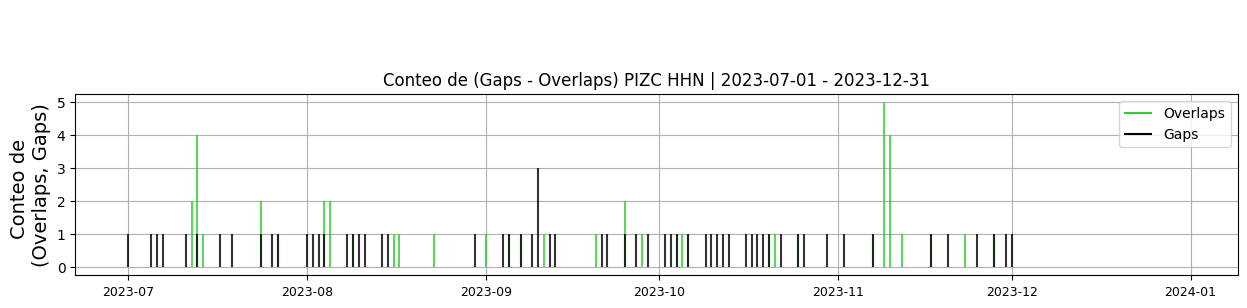 Conteo de (Gaps - Overlaps) PIZC HHN | 2023-07-01 - 2023-12-31
Conteo de
(Overlaps, Gaps)
5
4
3
2
1
0
Overlaps
Gaps
2023-07 2023-08 2023-09 2023-10 2023-11 2023-12 2024-01